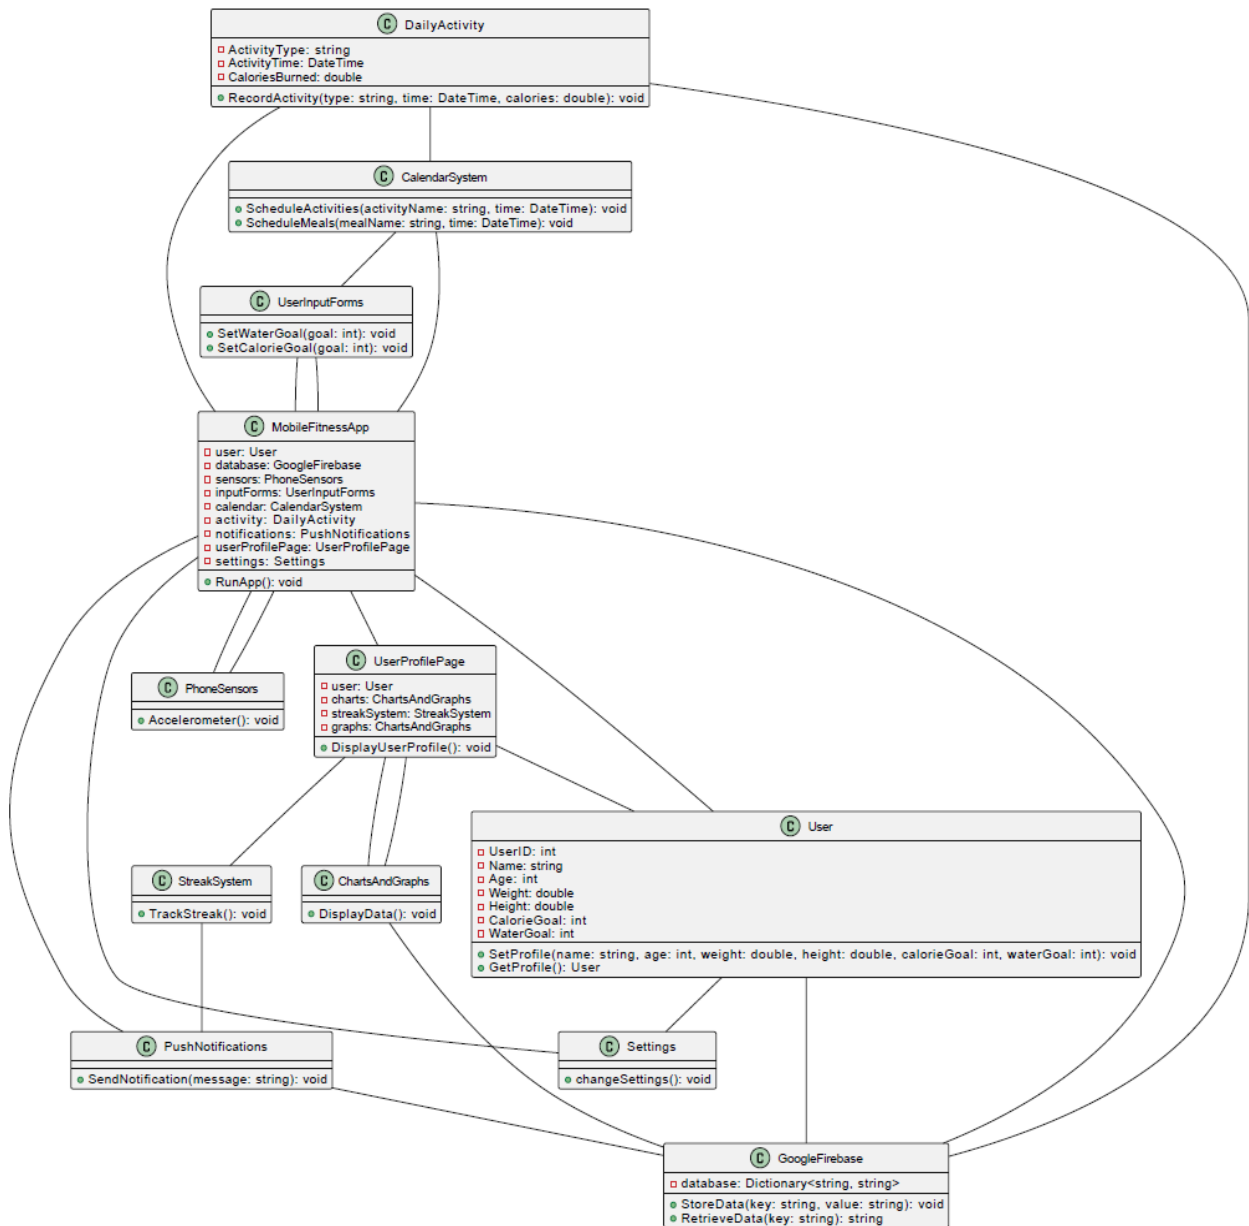 C DailyActivity
ActivityType: string
ActivityTime: DateTime
CaloriesBurned: double
RecordActivity(type: string, time: DateTime, calories: double): void
C CalendarSystem
ScheduleActivities(activityName: string, time: DateTime): void
ScheduleMeals(mealName: string, time: DateTime): void
C UserInputForms
SetWaterGoal(goal: int): void
SetCalorieGoal(goal: int): void
C MobileFitnessApp
user: User
database: GoogleFirebase
sensors: PhoneSensors
inputForms: UserInputForms
calendar: CalendarSystem
activity: DailyActivity
notifications: PushNotifications
userProfilePage: UserProfilePage
settings: Settings
RunApp(): void
C PhoneSensors
Accelerometer(): void
C UserProfilePage
user: User
charts: ChartsAndGraphs
streakSystem: StreakSystem
graphs: ChartsAndGraphs
DisplayUserProfile(): void
C StreakSystem
TrackStreak(): void
C ChartsAndGraphs
DisplayData(): void
C User
UserID: int
Name: string
Age: int
Weight: double
Height: double
CalorieGoal: int
WaterGoal: int
SetProfile(name: string, age: int, weight: double, height: double, calorieGoal: int, waterGoal: int): void
GetProfile(): User
C PushNotifications
SendNotification(message: string): void
C Settings
changeSettings(): void
C GoogleFirebase
database: Dictionary<string, string>
StoreData(key: string, value: string): void
RetrieveData(key: string): string